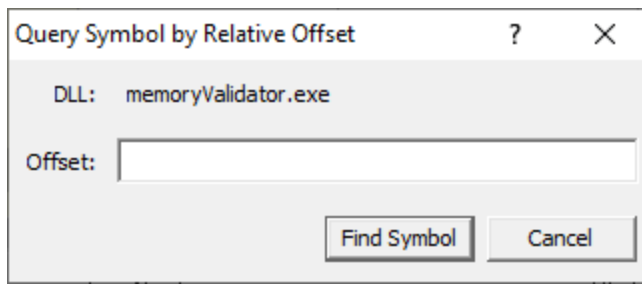 Query Symbol by Relative Offset ?
DLL: memoryValidator.exe
Offset:
Find Symbol Cancel